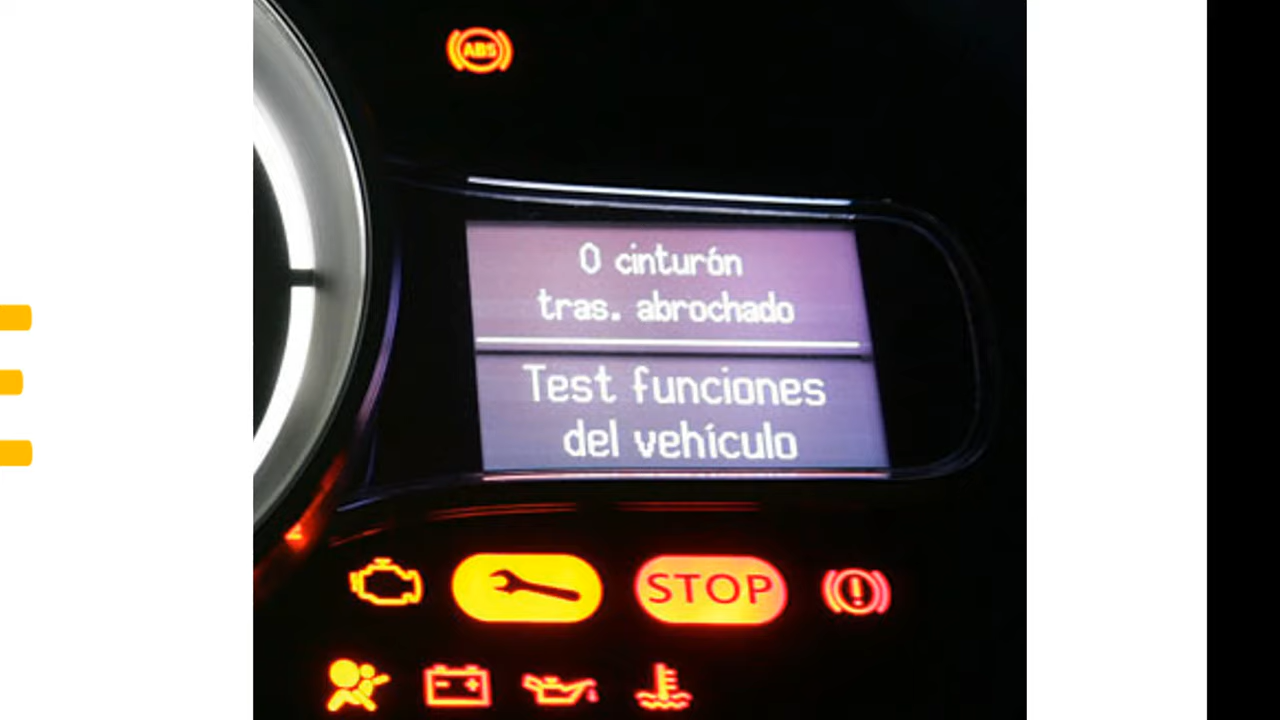 ABS
0 cinturón
tras. abrochado
Test funciones
del vehículo
STOP